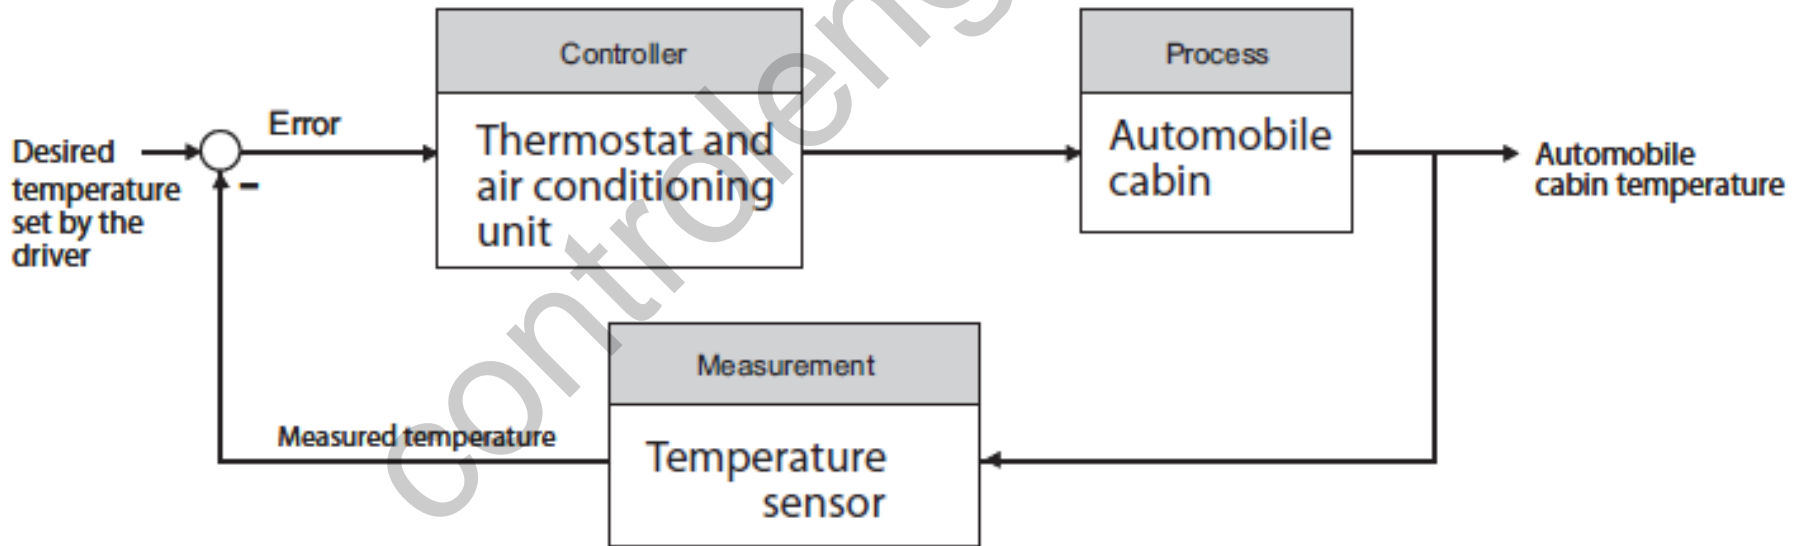 Controller
Process
Error
Thermostat and
air conditioning
unit
Automobile
cabin
Desired
temperature
set by the
driver
–
Automobile
cabin temperature
Measurement
Measured temperature
Temperature
sensor
controleng